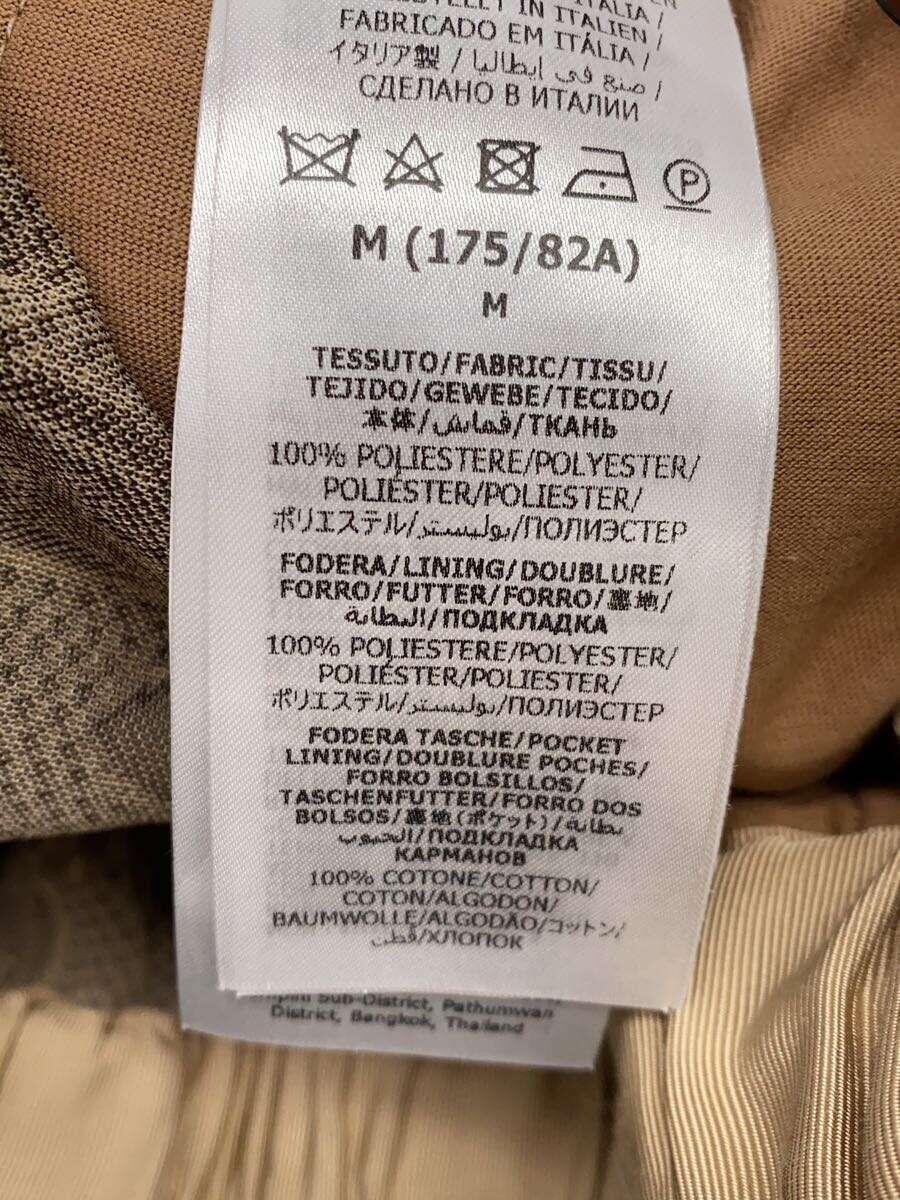 ITALIA /
IN ITALIEN /
FABRICADO EM ITÁLIA /
イタリア製 / صنع في إيطاليا /
СДЕЛАНО В ИТАЛИИ
P
M (175/82A)
M
TESSUTO/FABRIC/TISSU/
TEJIDO/GEWEBE/TECIDO/
本体/قماش/ТКАНЬ
100% POLIESTERE/POLYESTER/
POLIÉSTER/POLIESTER/
ポリエステル/بوليستر/ПОЛИЭСТЕР
FODERA/LINING/DOUBLURE/
FORRO/FUTTER/FORRO/裏地/
البطانة/ПОДКЛАДКА
100% POLIESTERE/POLYESTER/
POLIÉSTER/POLIESTER/
ポリエステル/بوليستر/ПОЛИЭСТЕР
FODERA TASCHE/POCKET
LINING/DOUBLURE POCHES/
FORRO BOLSILLOS/
TASCHENFUTTER/FORRO DOS
BOLSOS/裏地(ポケット)/بطانة
الجيوب/ПОДКЛАДКА
КАРМАНОВ
100% COTONE/COTTON/
COTON/ALGODON/
BAUMWOLLE/ALGODÃO/コットン/
قطن/ХЛОПОК
Sub-District, Pathumwan
District, Bangkok, Thailand